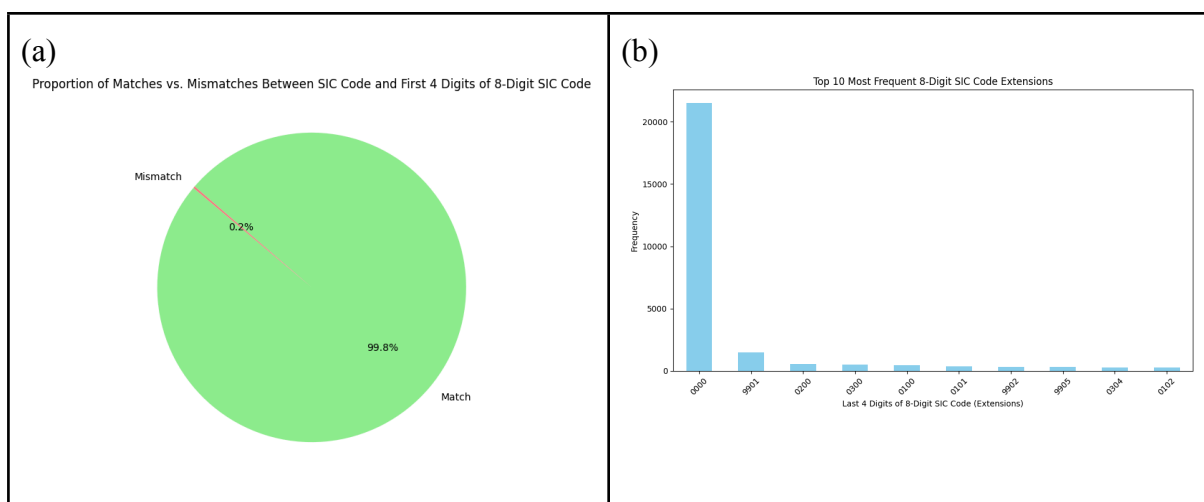 (a)
Proportion of Matches vs. Mismatches Between SIC Code and First 4 Digits of 8-Digit SIC Code
Mismatch
0.2%
99.8%
Match
(b)
Top 10 Most Frequent 8-Digit SIC Code Extensions
20000
15000
10000
5000
0
Frequency
0000 9901 0200 0300 0100 0101 9902 9905 0304 0102
Last 4 Digits of 8-Digit SIC Code (Extensions)